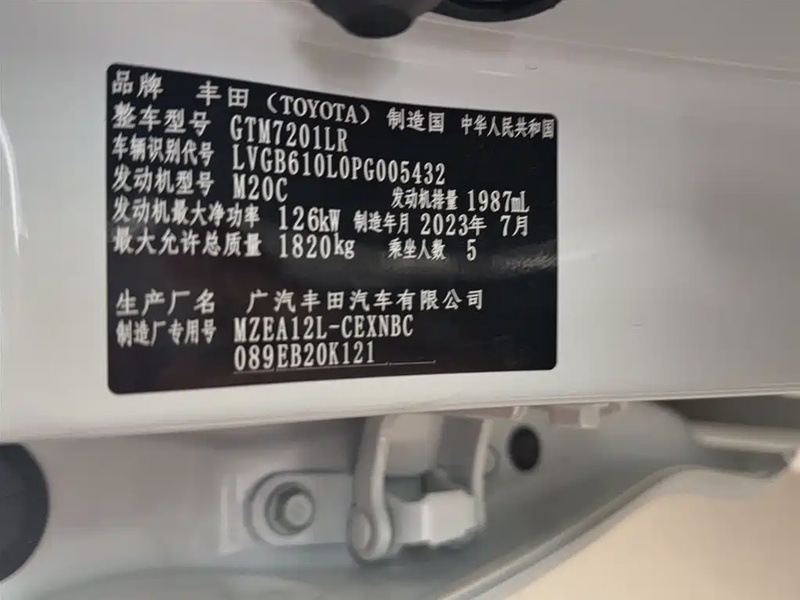 品牌 丰田（TOYOTA） 制造国 中华人民共和国
整车型号 GTM7201LR
车辆识别代号 LVGB610L0PG005432
发动机型号 M20C 发动机排量 1987mL
发动机最大净功率 126kW 制造年月 2023年 7月
最大允许总质量 1820kg 乘坐人数 5
生产厂名 广汽丰田汽车有限公司
制造厂专用号 MZEA12L-CEXNBC
089EB20K121